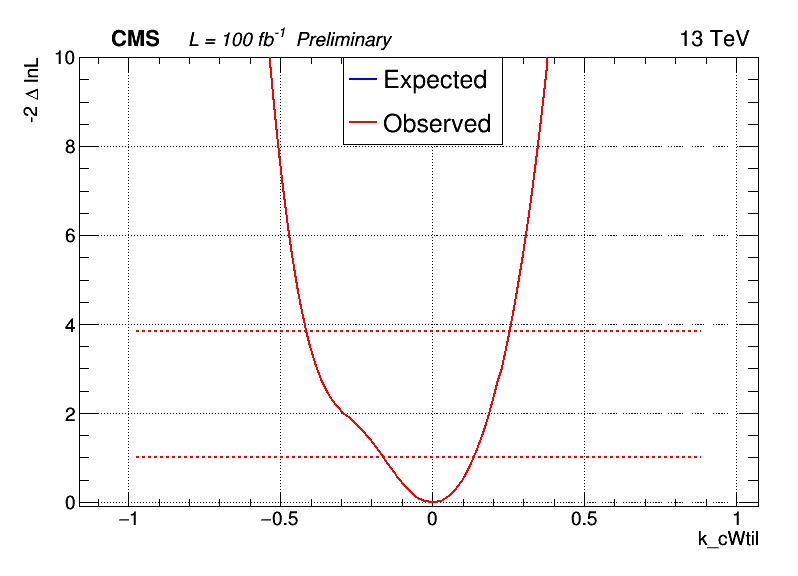 CMS L = 100 fb⁻¹ Preliminary 13 TeV
-2 Δ lnL
10
8
6
4
2
0
Expected
Observed
−1 −0.5 0 0.5 1
k_cWtil